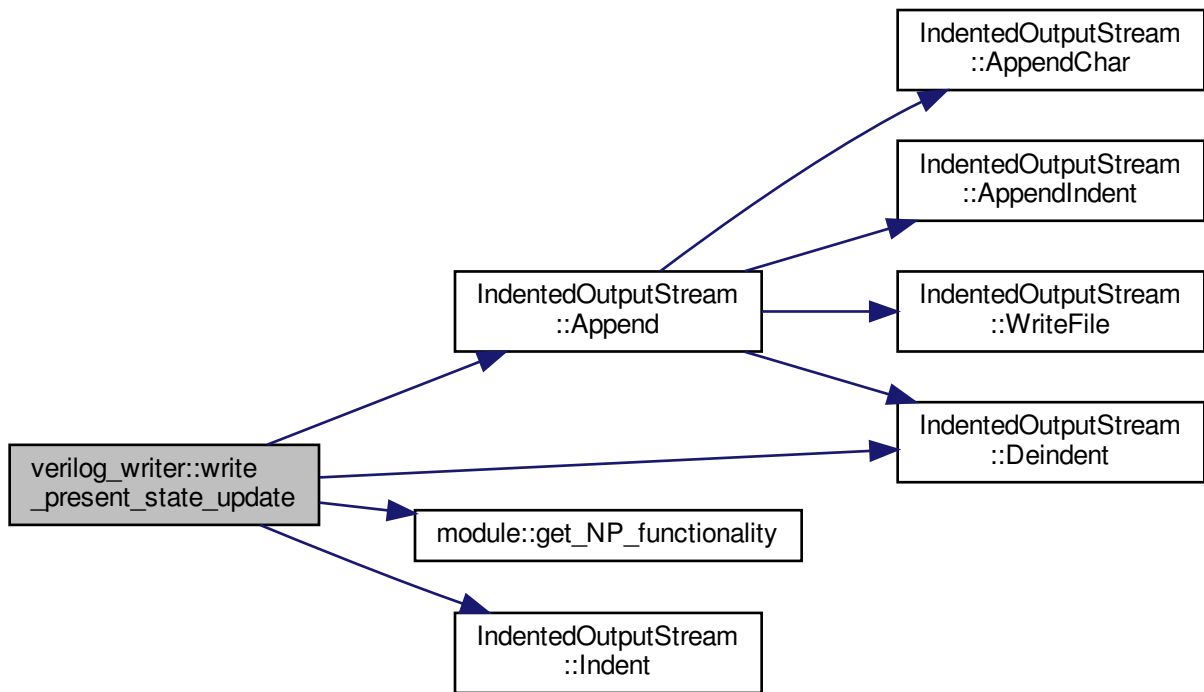 IndentedOutputStream
::AppendChar
IndentedOutputStream
::AppendIndent
IndentedOutputStream
::Append
IndentedOutputStream
::WriteFile
IndentedOutputStream
::Deindent
verilog_writer::write
_present_state_update
module::get_NP_functionality
IndentedOutputStream
::Indent